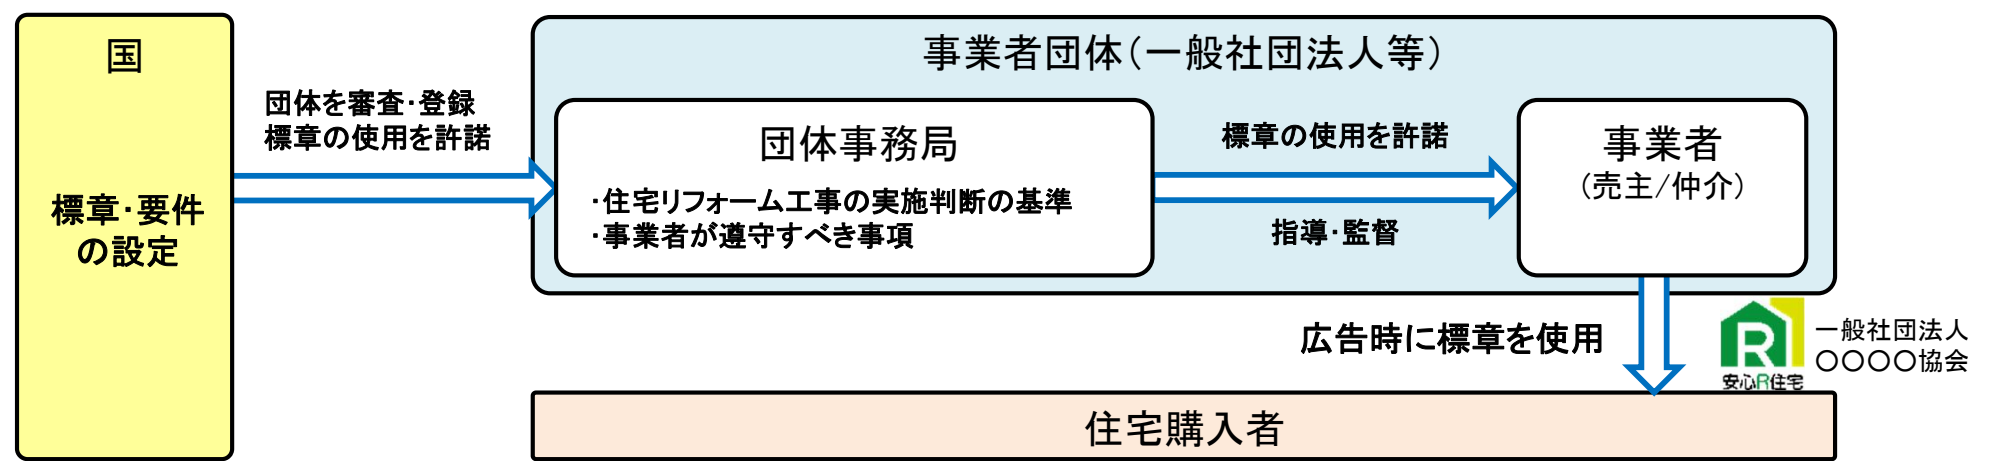 国
標章・要件
の設定
団体を審査・登録
標章の使用を許諾
事業者団体(一般社団法人等)
団体事務局
・住宅リフォーム工事の実施判断の基準
・事業者が遵守すべき事項
標章の使用を許諾
指導・監督
事業者
(売主/仲介)
広告時に標章を使用
R
安心R住宅
一般社団法人
〇〇〇〇協会
住宅購入者